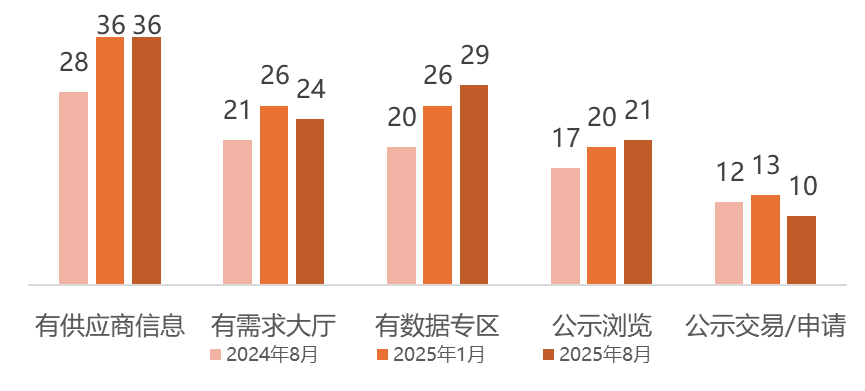 28 36 36
21 26 24
20 26 29
17 20 21
12 13 10
有供应商信息 有需求大厅 有数据专区 公示浏览 公示交易/申请
2024年8月 2025年1月 2025年8月